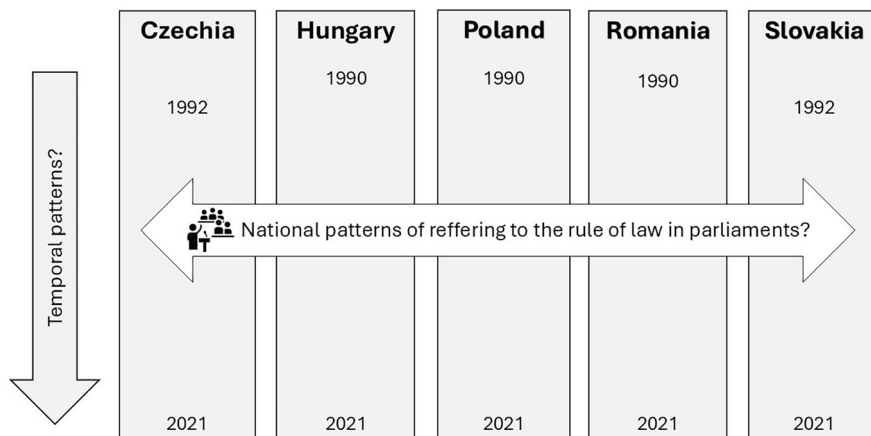 Czechia
Hungary
Poland
Romania
Slovakia
1992
1990
1990
1990
1992
Temporal patterns?
National patterns of reffering to the rule of law in parliaments?
2021
2021
2021
2021
2021